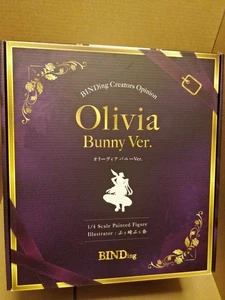 BINDing Creators Opinion
Olivia
Bunny Ver.
オリーヴィア バニーVer.
1/4 Scale Painted Figure
Illustrator :
BINDing